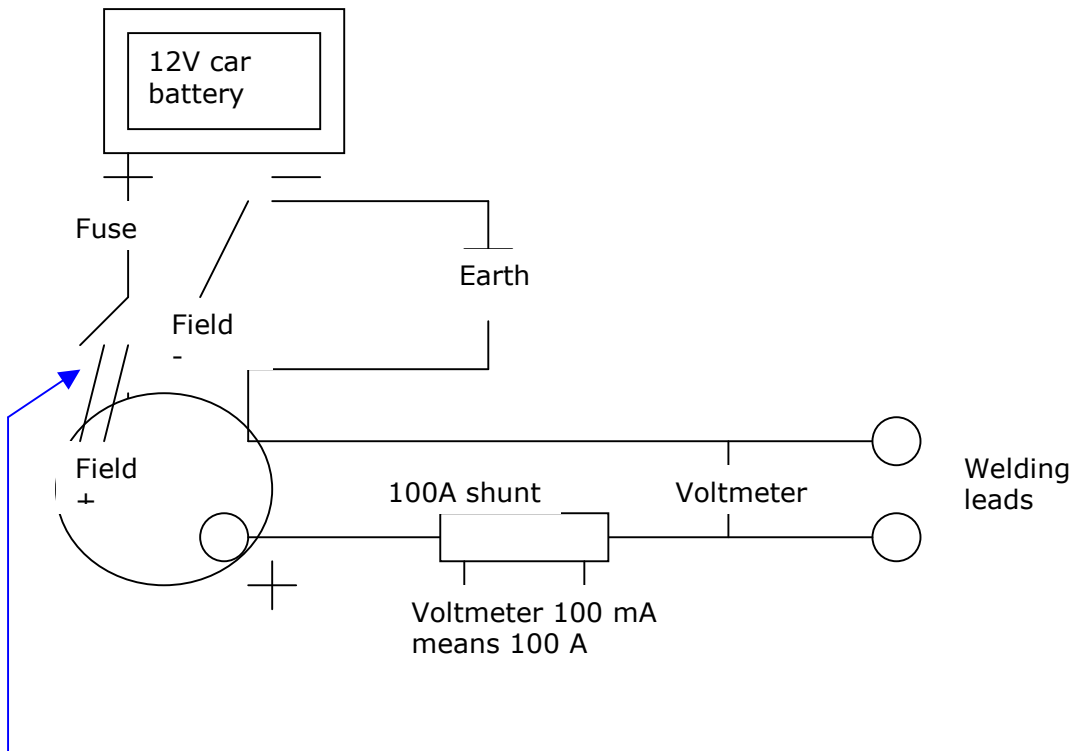 12V car
battery
Fuse
Earth
Field
-
Field
+
100A shunt
Voltmeter
Welding
leads
Voltmeter 100 mA
means 100 A